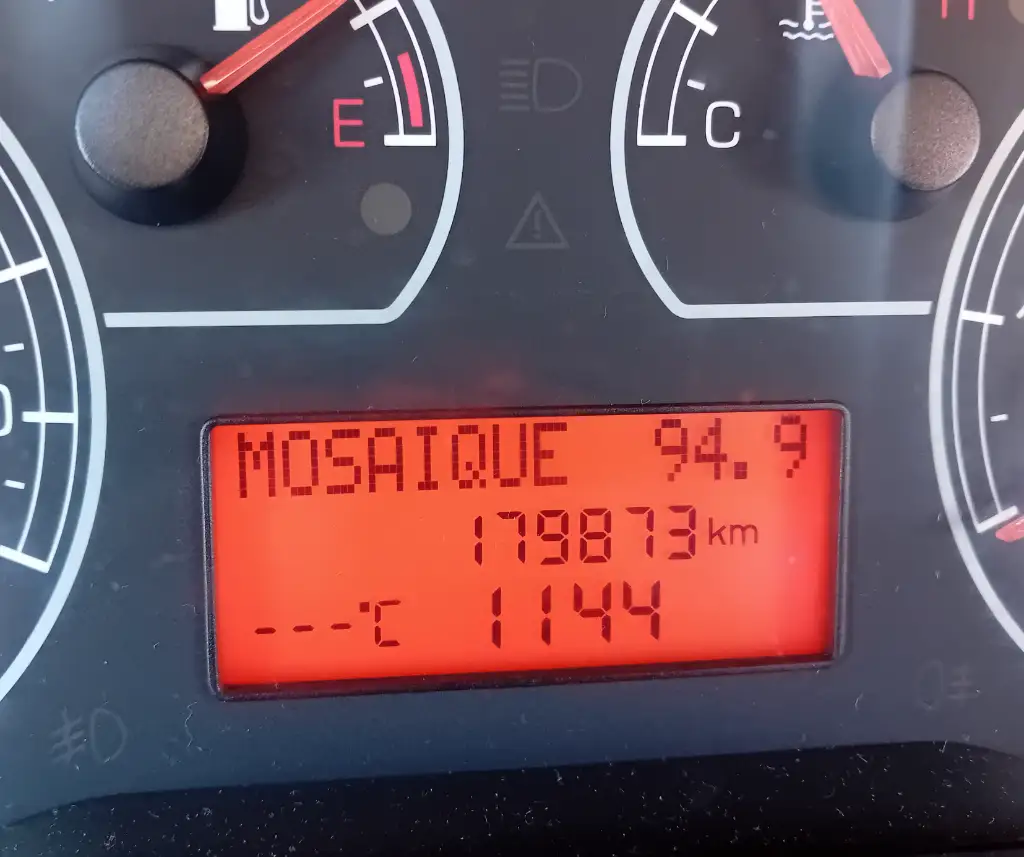 E
C
H
MOSAIQUE 94.9
179873 km
---°C 1144